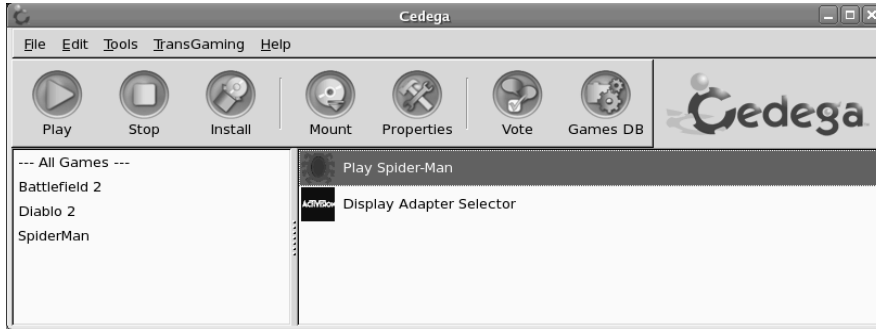 Cedega
File Edit Tools TransGaming Help
Play Stop Install Mount Properties Vote Games DB
Cedega
--- All Games ---
Battlefield 2
Diablo 2
SpiderMan
Play Spider-Man
ACTIVISION Display Adapter Selector